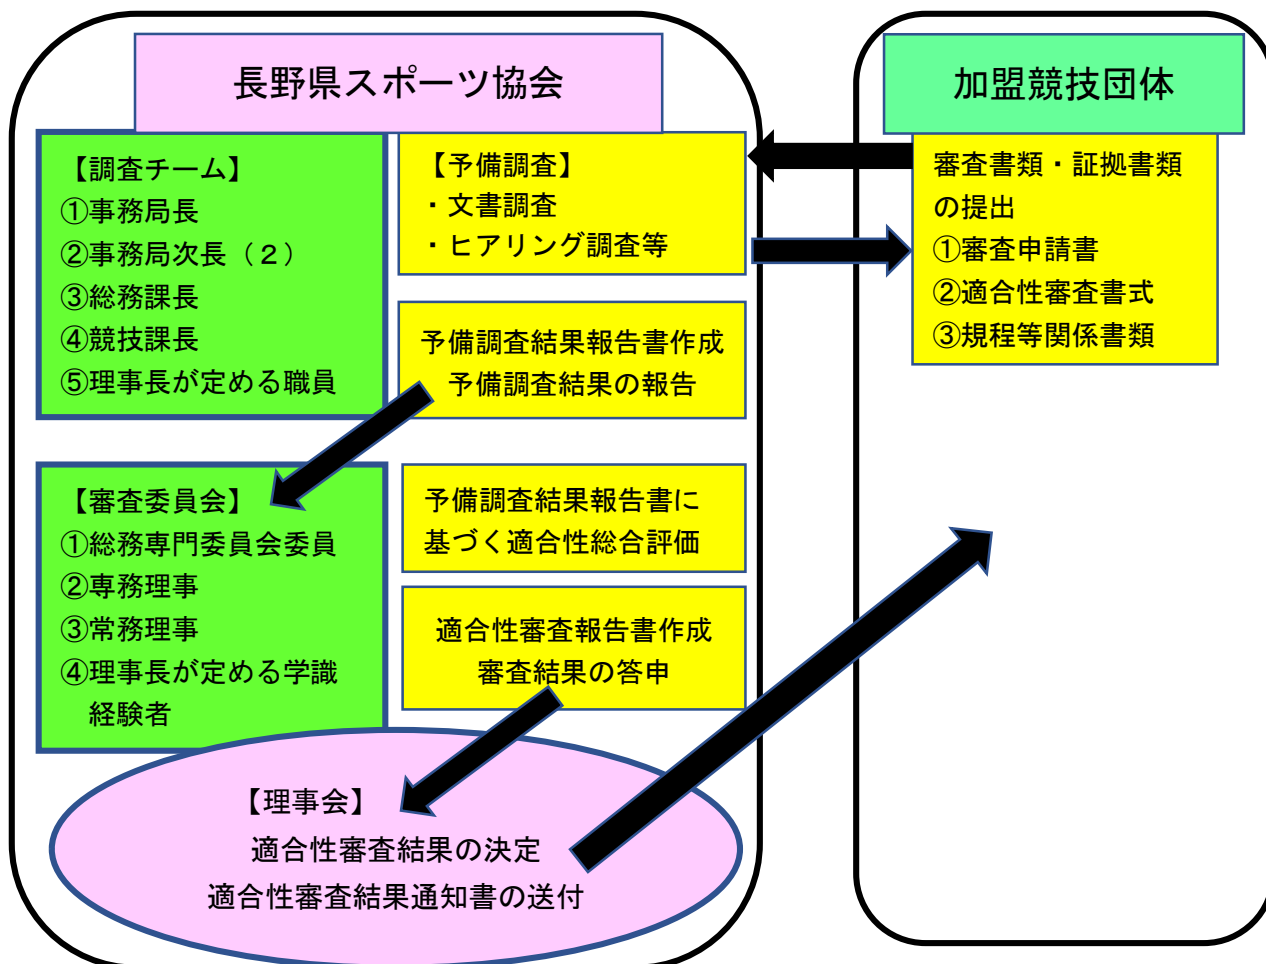 長野県スポーツ協会
【調査チーム】
①事務局長
②事務局次長（２）
③総務課長
④競技課長
⑤理事長が定める職員
【予備調査】
・文書調査
・ヒアリング調査等
予備調査結果報告書作成
予備調査結果の報告
【審査委員会】
①総務専門委員会委員
②専務理事
③常務理事
④理事長が定める学識
経験者
予備調査結果報告書に
基づく適合性総合評価
適合性審査報告書作成
審査結果の答申
【理事会】
適合性審査結果の決定
適合性審査結果通知書の送付
加盟競技団体
審査書類・証拠書類
の提出
①審査申請書
②適合性審査書式
③規程等関係書類